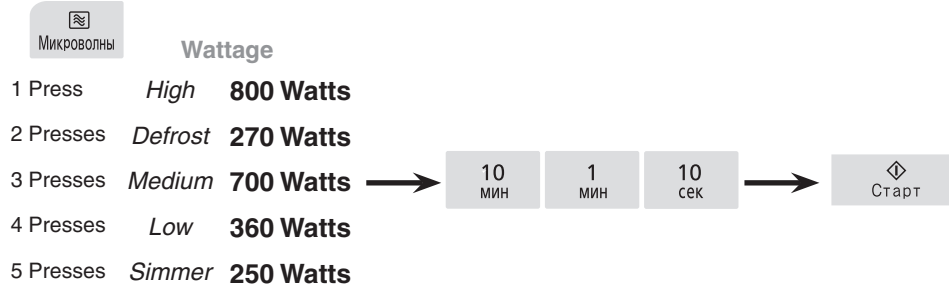 Микроволны
Wattage
1 Press High 800 Watts
2 Presses Defrost 270 Watts
3 Presses Medium 700 Watts
4 Presses Low 360 Watts
5 Presses Simmer 250 Watts
10 мин
1 мин
10 сек
Старт